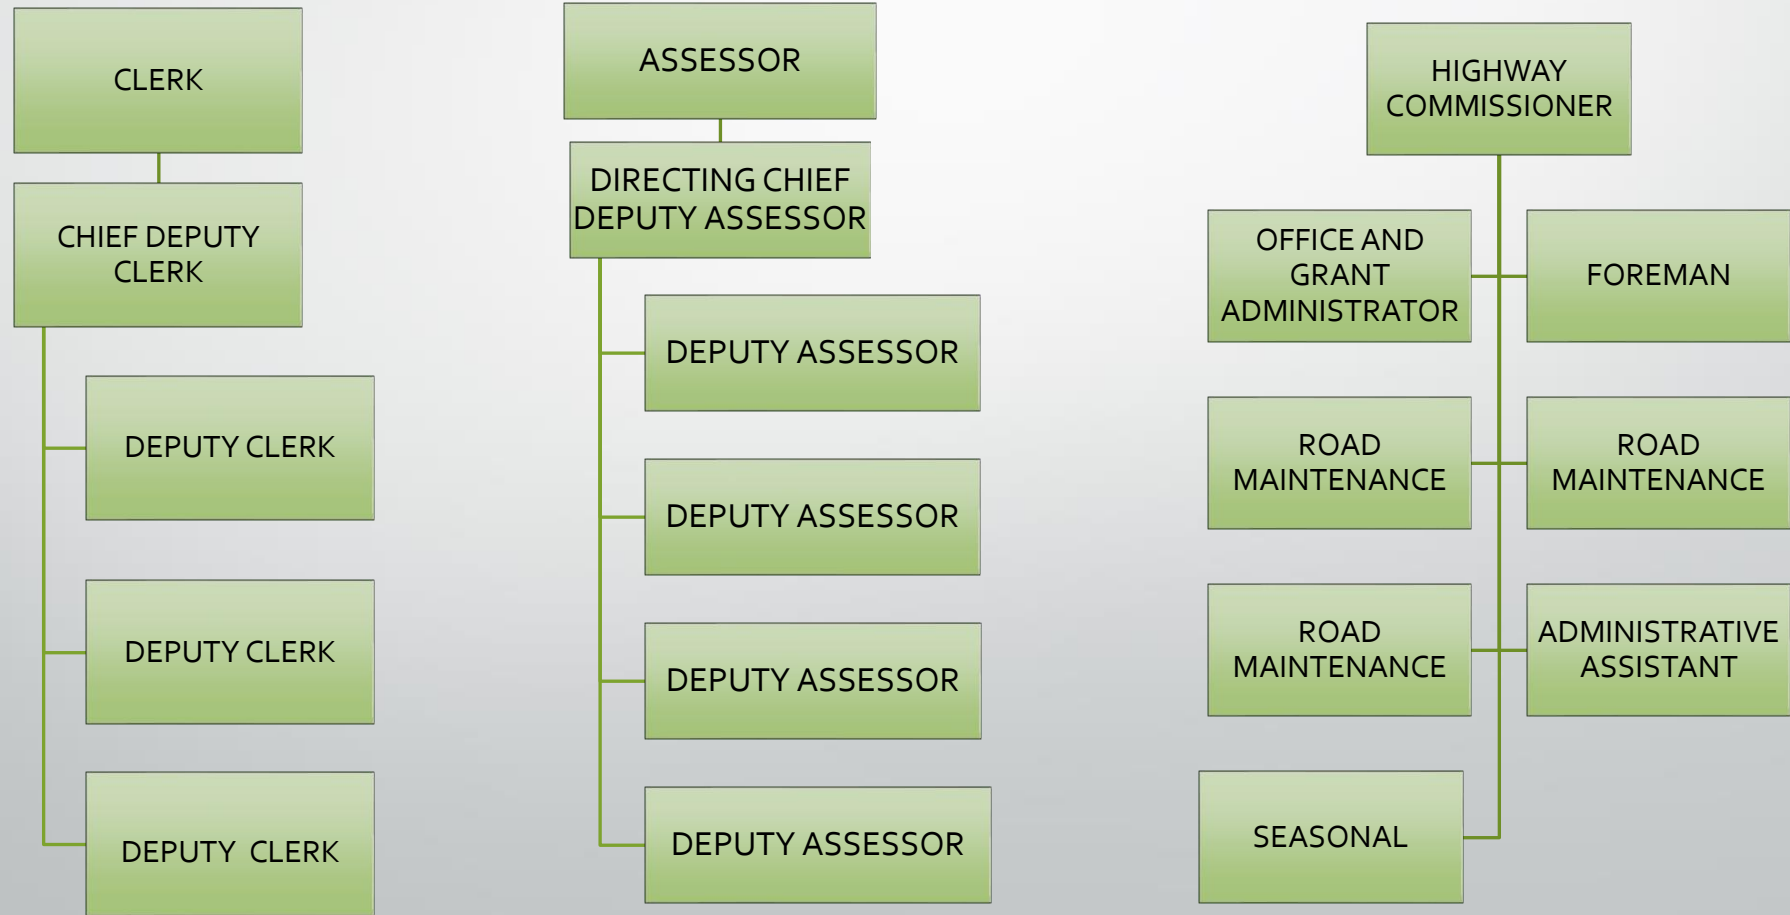 CLERK
CHIEF DEPUTY
CLERK
DEPUTY CLERK
DEPUTY CLERK
DEPUTY CLERK
ASSESSOR
DIRECTING CHIEF
DEPUTY ASSESSOR
DEPUTY ASSESSOR
DEPUTY ASSESSOR
DEPUTY ASSESSOR
DEPUTY ASSESSOR
HIGHWAY
COMMISSIONER
OFFICE AND
GRANT
ADMINISTRATOR
FOREMAN
ROAD
MAINTENANCE
ROAD
MAINTENANCE
ROAD
MAINTENANCE
ADMINISTRATIVE
ASSISTANT
SEASONAL